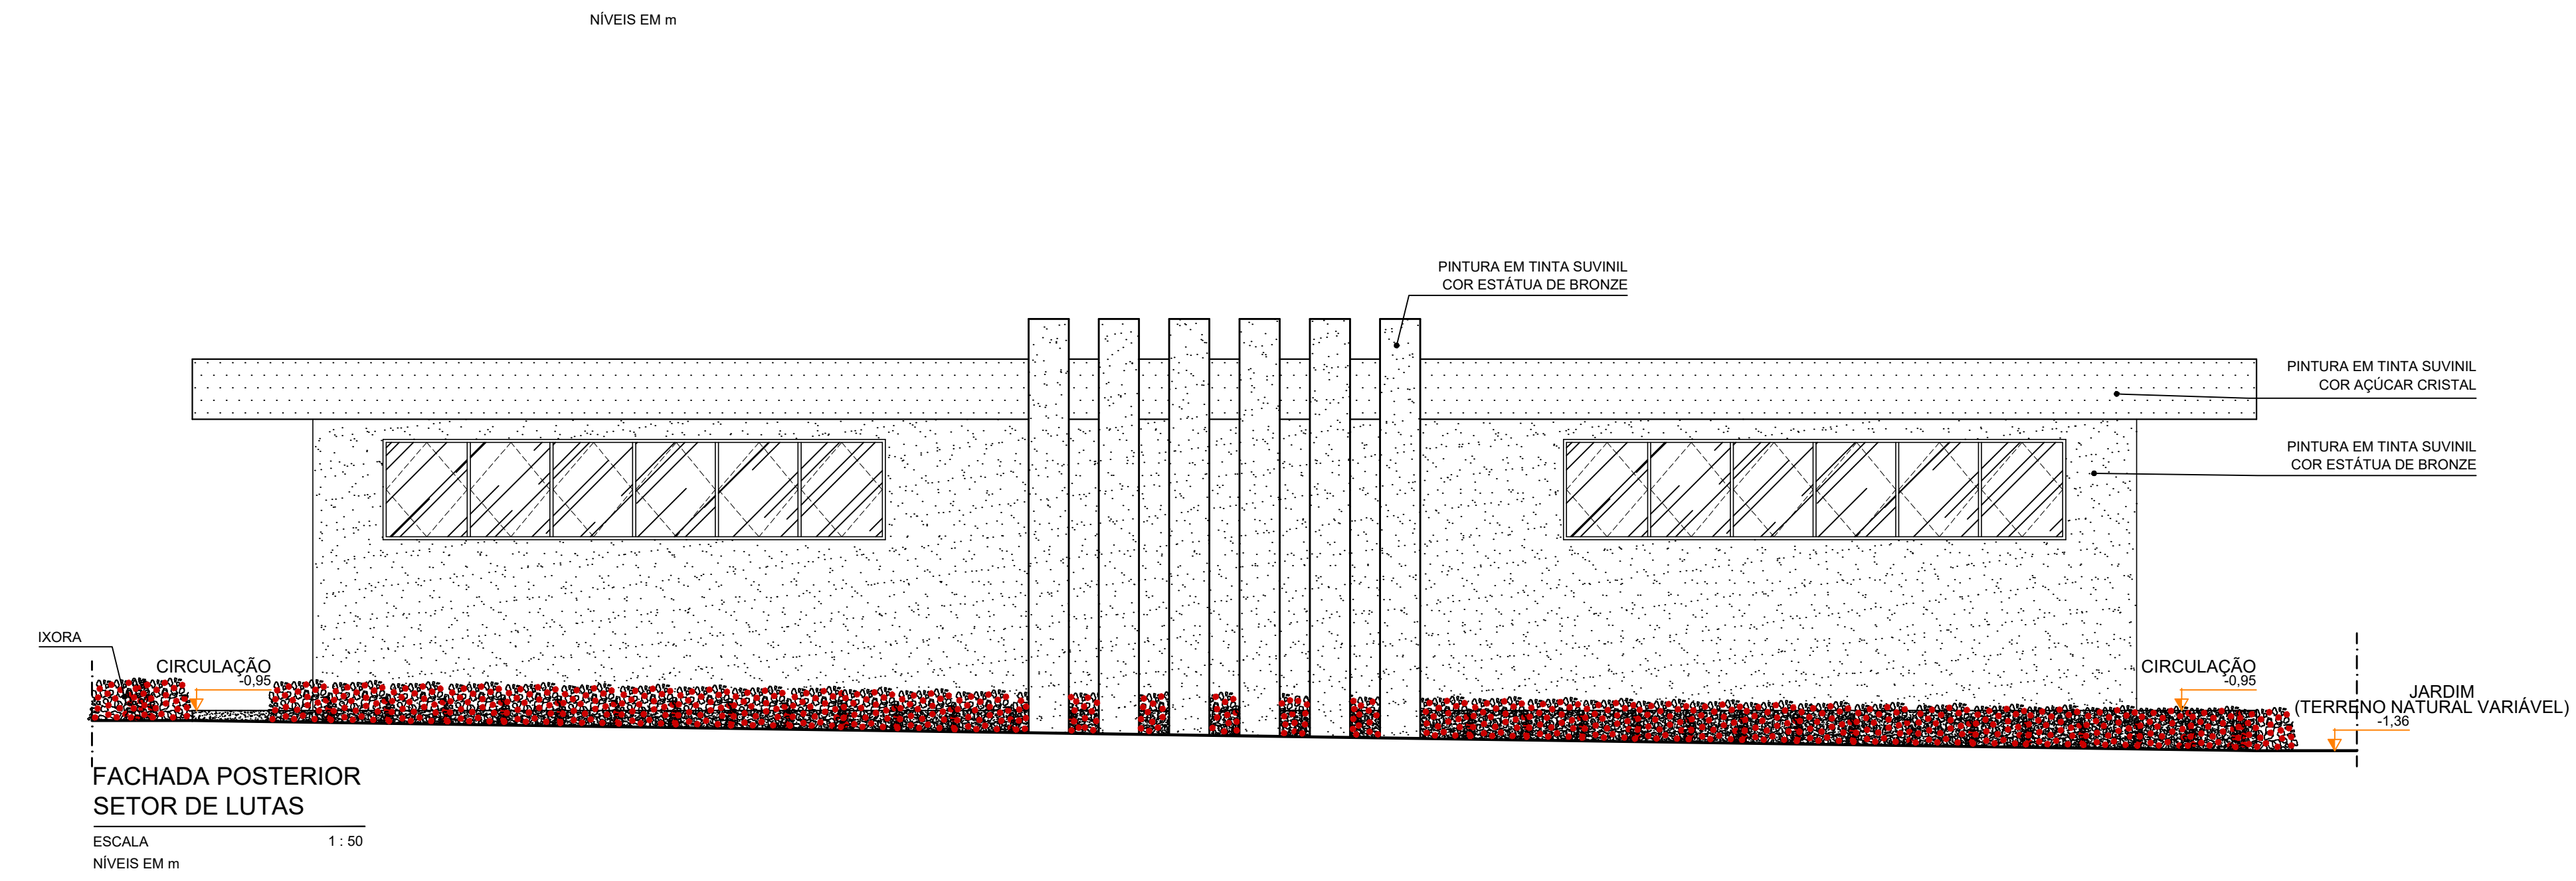 NÍVEIS EM m
PINTURA EM TINTA SUVINIL
COR ESTÁTUA DE BRONZE
PINTURA EM TINTA SUVINIL
COR AÇÚCAR CRISTAL
PINTURA EM TINTA SUVINIL
COR ESTÁTUA DE BRONZE
IXORA
CIRCULAÇÃO
-0,95
CIRCULAÇÃO
-0,95
JARDIM
(TERRENO NATURAL VARIÁVEL)
-1,36
FACHADA POSTERIOR
SETOR DE LUTAS
ESCALA 1 : 50
NÍVEIS EM m